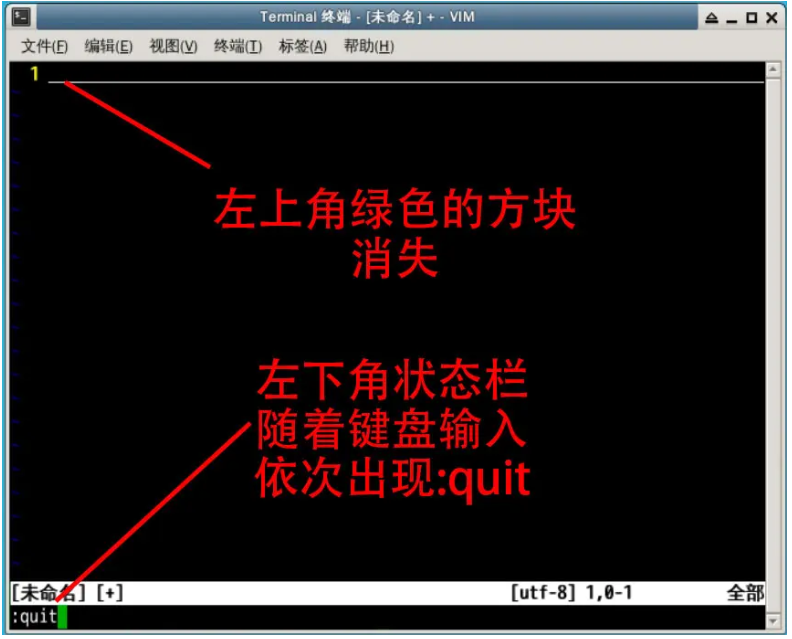 Terminal 终端 - [未命名] + - VIM
文件(F) 编辑(E) 视图(V) 终端(T) 标签(A) 帮助(H)
1
左上角绿色的方块
消失
左下角状态栏
随着键盘输入
依次出现:quit
[未命名] [+] [utf-8] 1,0-1 全部
:quit